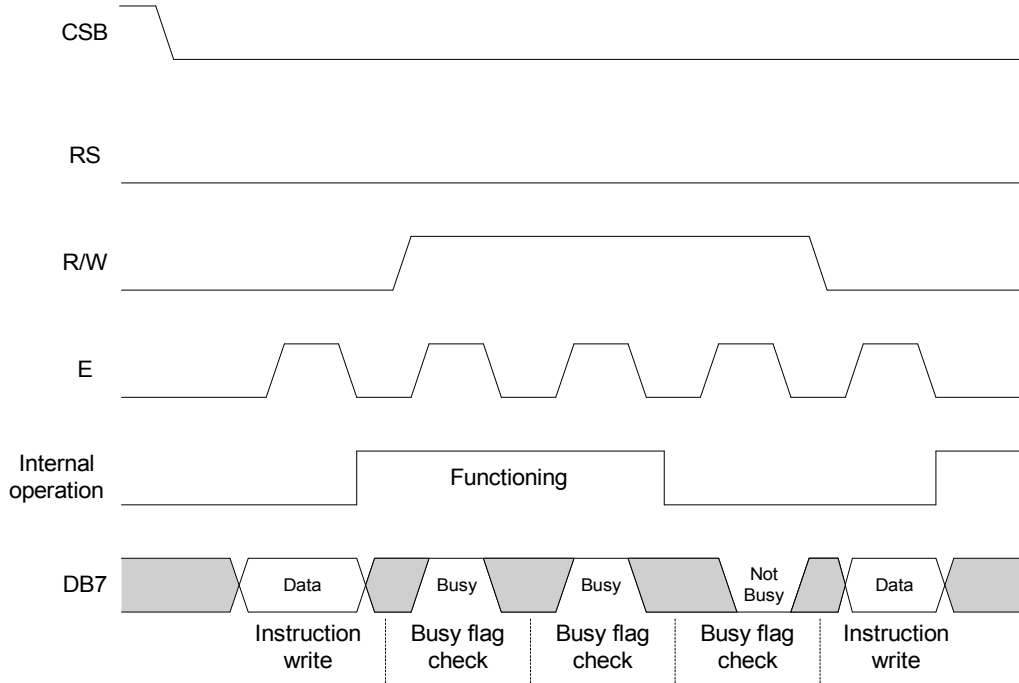 CSB
RS
R/W
E
Internal
operation
Functioning
DB7
Data
Busy
Busy
Not
Busy
Data
Instruction
write
Busy flag
check
Busy flag
check
Busy flag
check
Instruction
write